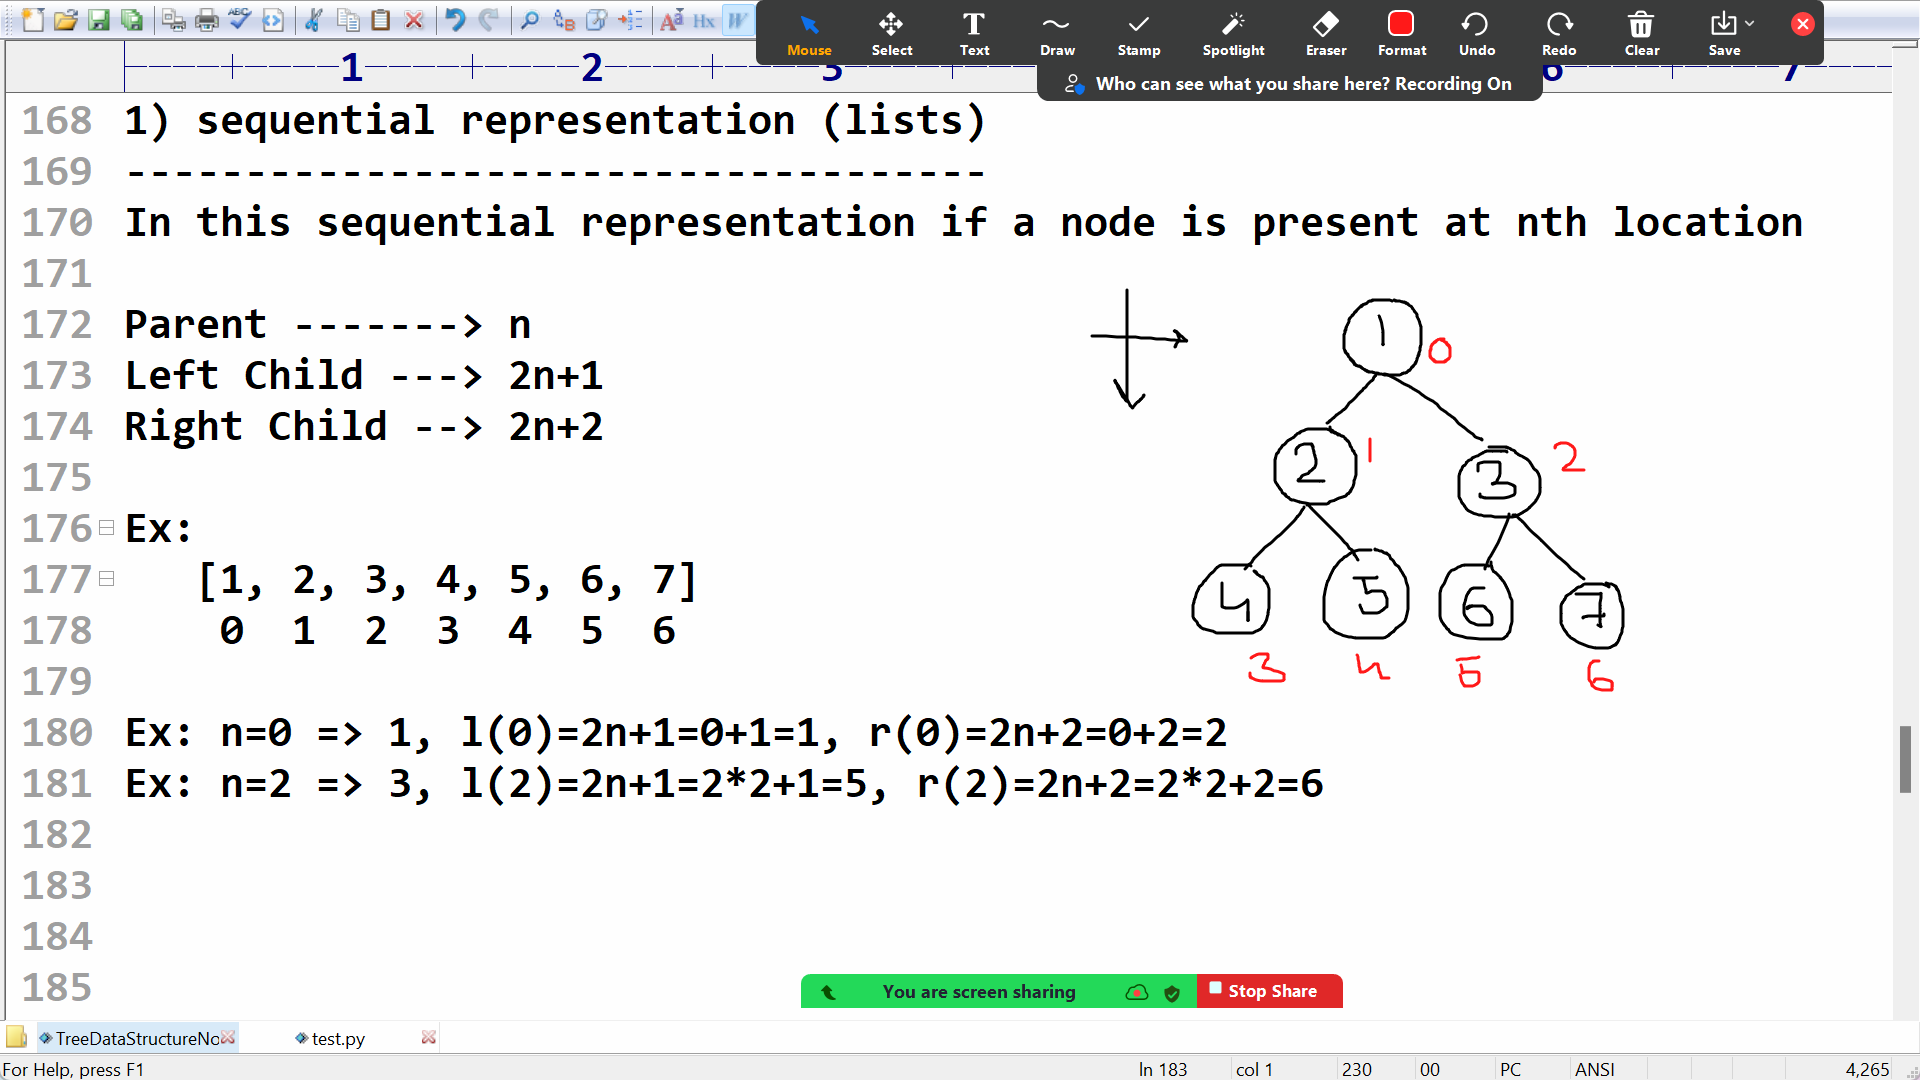 Mouse Select Text Draw Stamp Spotlight Eraser Format Undo Redo Clear Save
Who can see what you share here? Recording On
1 2 3 6 7
168 1) sequential representation (lists)
169 ------------------------------------
170 In this sequential representation if a node is present at nth location
171
172 Parent -------> n
173 Left Child ---> 2n+1
174 Right Child --> 2n+2
175
176 Ex:
177 [1, 2, 3, 4, 5, 6, 7]
178 0 1 2 3 4 5 6
179
180 Ex: n=0 => 1, l(0)=2n+1=0+1=1, r(0)=2n+2=0+2=2
181 Ex: n=2 => 3, l(2)=2n+1=2*2+1=5, r(2)=2n+2=2*2+2=6
182
183
184
185
1 0
2 1 3 2
4 5 6 7
3 4 5 6
You are screen sharing Stop Share
TreeDataStructureNo test.py
For Help, press F1 ln 183 col 1 230 00 PC ANSI 4,265